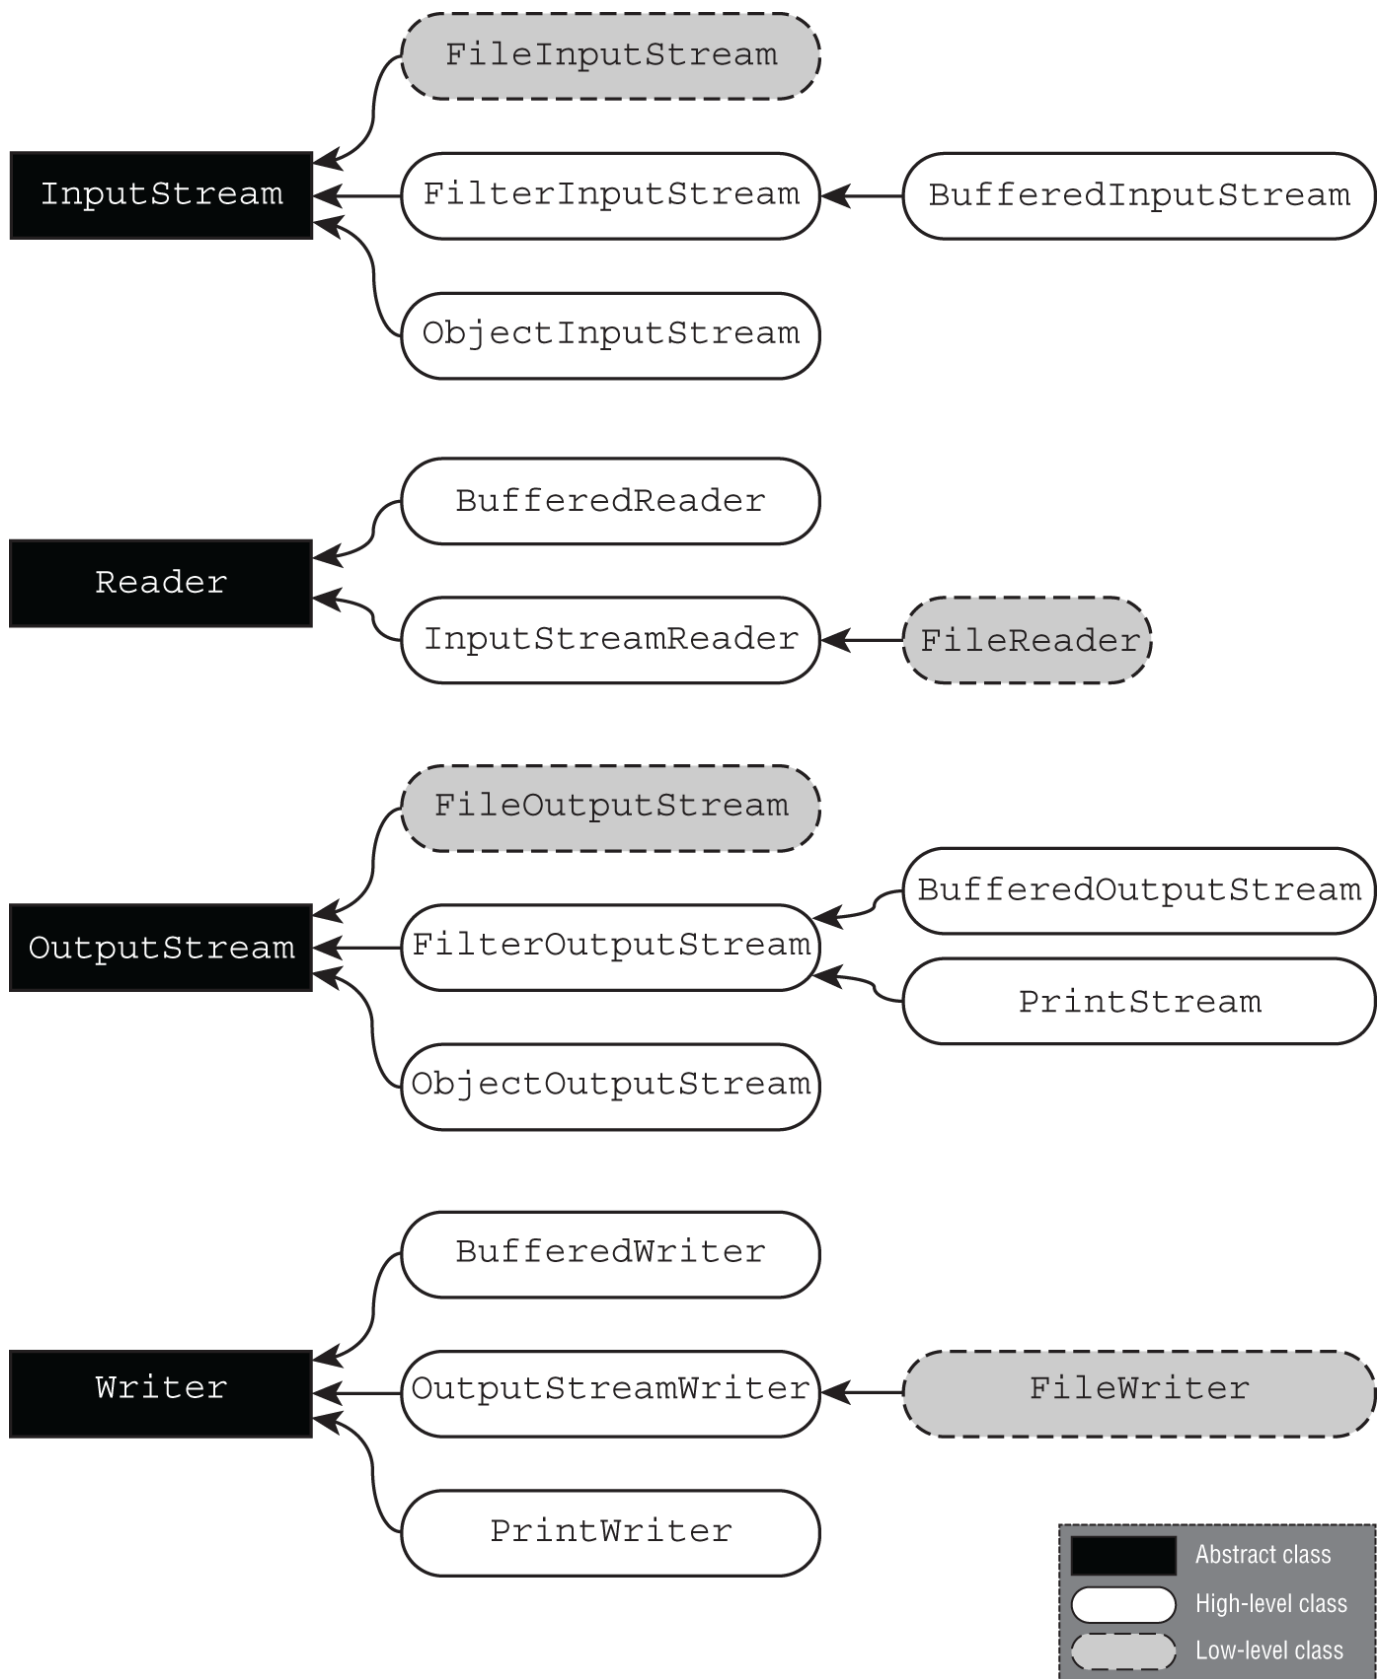 FileInputStream
InputStream
FilterInputStream
BufferedInputStream
ObjectInputStream
BufferedReader
Reader
InputStreamReader
FileReader
FileOutputStream
BufferedOutputStream
OutputStream
FilterOutputStream
PrintStream
ObjectOutputStream
BufferedWriter
Writer
OutputStreamWriter
FileWriter
PrintWriter
Abstract class
High-level class
Low-level class